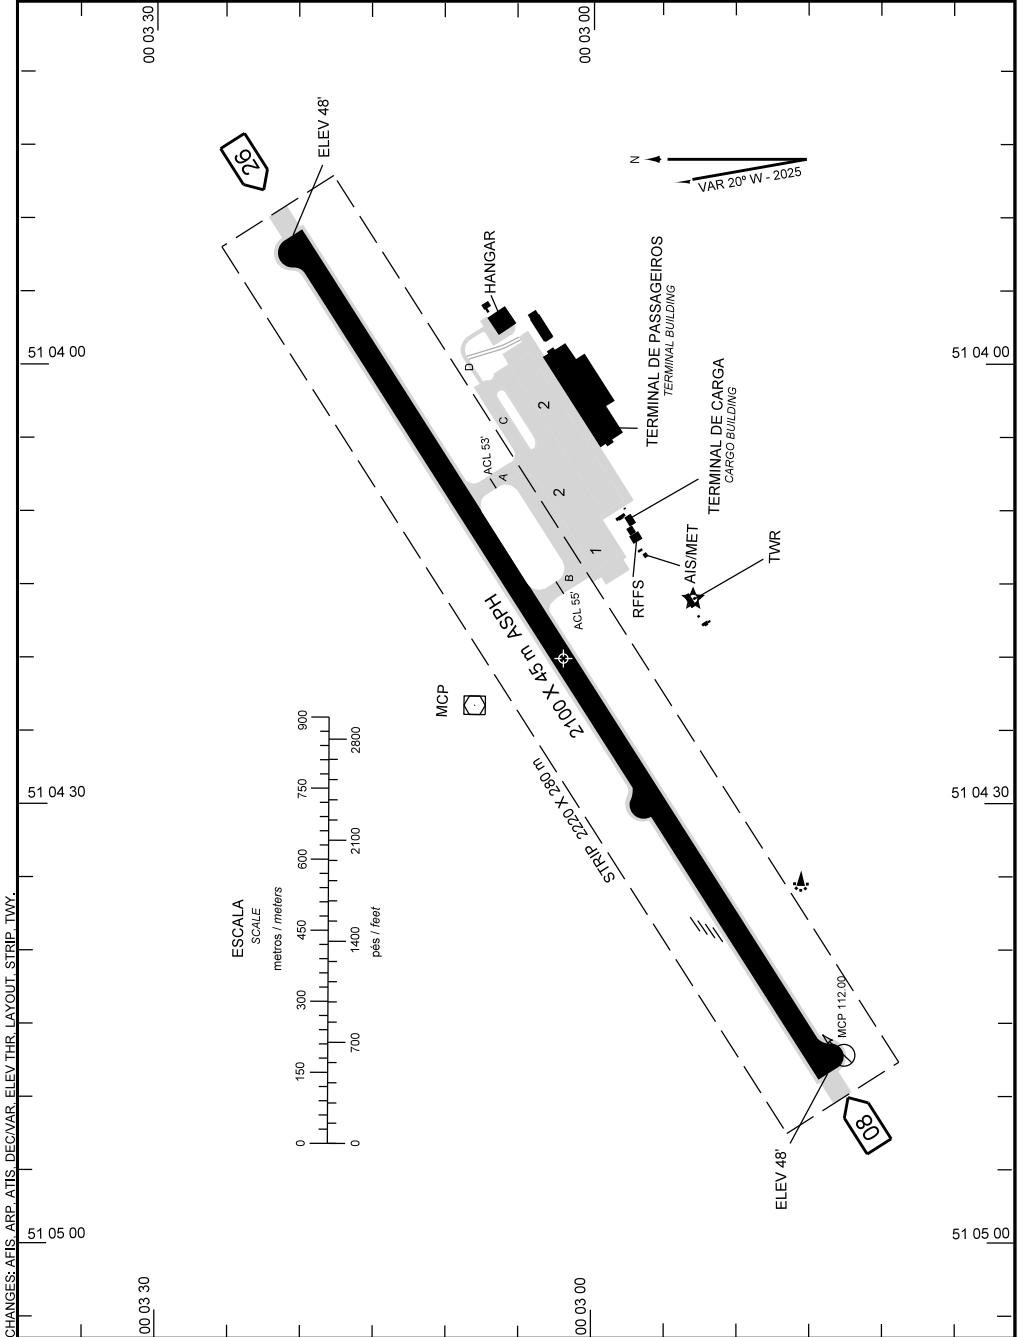 00 03 30
00 03 00
26
ELEV 48'
N
VAR 20º W - 2025
HANGAR
TERMINAL DE PASSAGEIROS
TERMINAL BUILDING
51 04 00
51 04 00
D
2
C
TERMINAL DE CARGA
CARGO BUILDING
ACL 53'
A
2
1
B
ACL 55'
RFFS
AIS/MET
TWR
2100 X 45 m ASPH
MCP
STRIP 2220 X 280 m
ESCALA
SCALE
metros / meters
0 150 300 450 600 750 900
0 700 1400 2100 2800
pés / feet
51 04 30
51 04 30
MCP 112.00
08
ELEV 48'
51 05 00
51 05 00
00 03 30
00 03 00
CHANGES: AFIS, ARP, ATIS, DEC/VAR, ELEV THR, LAYOUT, STRIP, TWY.